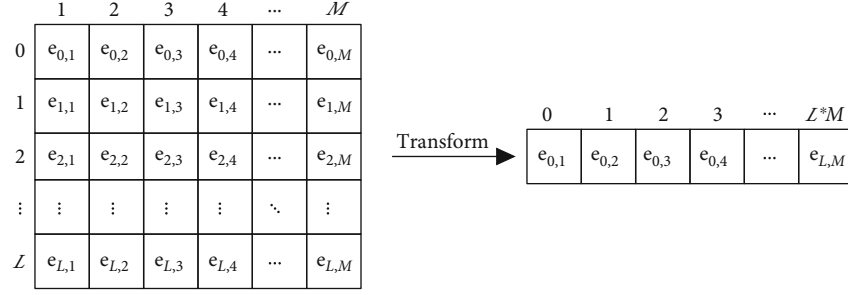 1 2 3 4 ... M
0 e0,1 e0,2 e0,3 e0,4 ... e0,M
1 e1,1 e1,2 e1,3 e1,4 ... e1,M
2 e2,1 e2,2 e2,3 e2,4 ... e2,M
⋮ ⋮ ⋮ ⋮ ⋮ ⋱ ⋮
L eL,1 eL,2 eL,3 eL,4 ... eL,M
Transform
0 1 2 3 ... L*M
e0,1 e0,2 e0,3 e0,4 ... eL,M